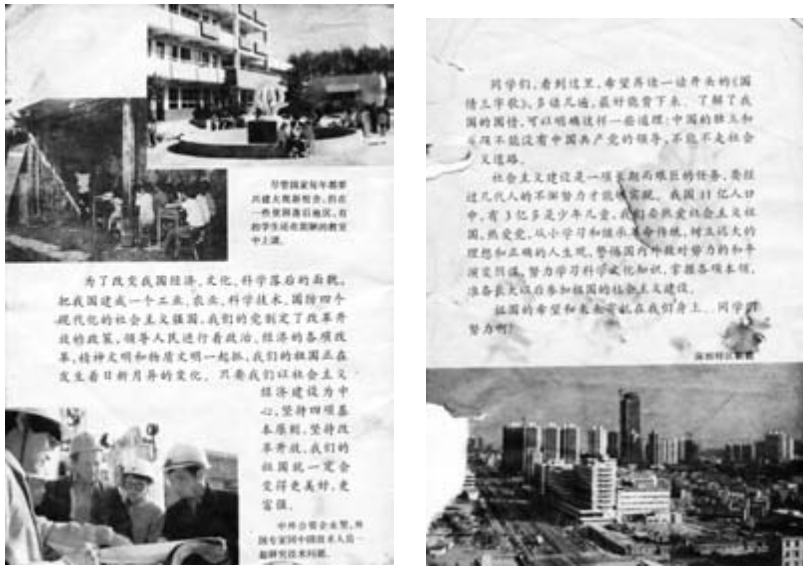 尽管国家每年都要
兴建大批新校舍,但在
一些贫困落后地区,有
的学生还在简陋的教室
中上课。
为了改变我国经济、文化、科学落后的面貌,
把我国建成一个工业、农业、科学技术、国防四个
现代化的社会主义强国,我们的党制定了改革开
放的政策,领导人民进行着政治、经济的各项改
革,精神文明和物质文明一起抓,我们的祖国正在
发生着日新月异的变化。只要我们以社会主义
经济建设为中
心,坚持四项基
本原则,坚持改
革开放,我们的
祖国就一定会
变得更美好,更
富强。
中外合资企业里,外
国专家同中国技术人员一
起研究技术问题。
同学们,看到这里,希望再读一读开头的《国
情三字歌》,多读几遍,最好能背下来。了解了我
国的国情,可以明确这样一些道理:中国的独立和
不能没有中国共产党的领导,不能不走社会
义道路。
社会主义建设是一项长期而艰巨的任务,要经
过几代人的不懈努力才能实现。我国11亿人口
中,有3亿多是少年儿童,我们要热爱社会主义祖
国,热爱党,从小学习和继承革命传统,树立远大的
理想和正确的人生观,警惕国内外敌对势力的和平
演变阴谋,努力学习科学文化知识,掌握各项本领,
准备长大以后参加祖国的社会主义建设。
祖国的希望和未来寄托在我们身上,同学们
努力啊!
深圳特区新貌